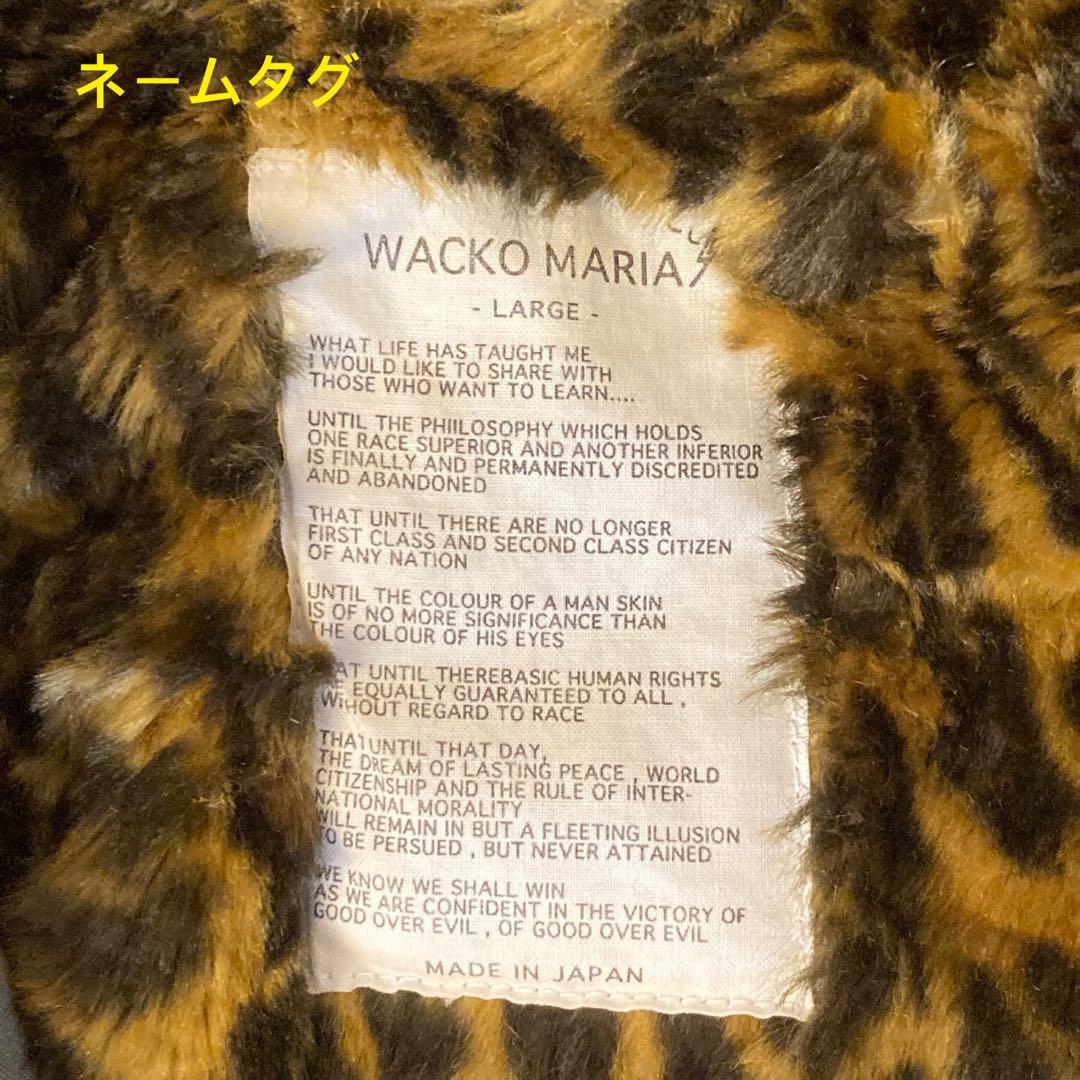 ネームタグ
WACKO MARIA
- LARGE -
WHAT LIFE HAS TAUGHT ME
I WOULD LIKE TO SHARE WITH
THOSE WHO WANT TO LEARN....
UNTIL THE PHIILOSOPHY WHICH HOLDS
ONE RACE SUPERIOR AND ANOTHER INFERIOR
IS FINALLY AND PERMANENTLY DISCREDITED
AND ABANDONED
THAT UNTIL THERE ARE NO LONGER
FIRST CLASS AND SECOND CLASS CITIZEN
OF ANY NATION
UNTIL THE COLOUR OF A MAN SKIN
IS OF NO MORE SIGNIFICANCE THAN
THE COLOUR OF HIS EYES
AT UNTIL THEREBASIC HUMAN RIGHTS
EQUALLY GUARANTEED TO ALL ,
WITHOUT REGARD TO RACE
THAT UNTIL THAT DAY,
THE DREAM OF LASTING PEACE , WORLD
CITIZENSHIP AND THE RULE OF INTER-
NATIONAL MORALITY
WILL REMAIN IN BUT A FLEETING ILLUSION
TO BE PERSUED , BUT NEVER ATTAINED
WE KNOW WE SHALL WIN
AS WE ARE CONFIDENT IN THE VICTORY OF
GOOD OVER EVIL , OF GOOD OVER EVIL
MADE IN JAPAN